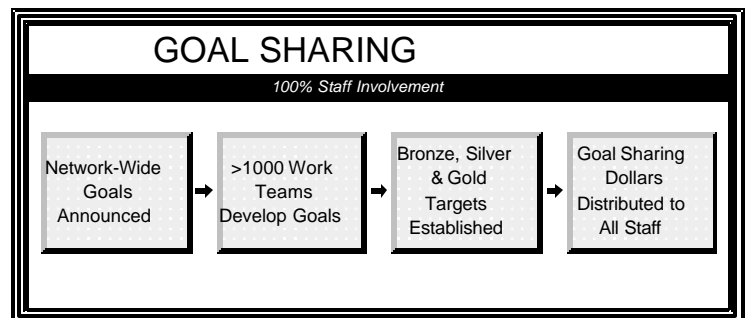 GOAL SHARING
100% Staff Involvement
Network-Wide
Goals
Announced
>1000 Work
Teams
Develop Goals
Bronze, Silver
& Gold
Targets
Established
Goal Sharing
Dollars
Distributed to
All Staff